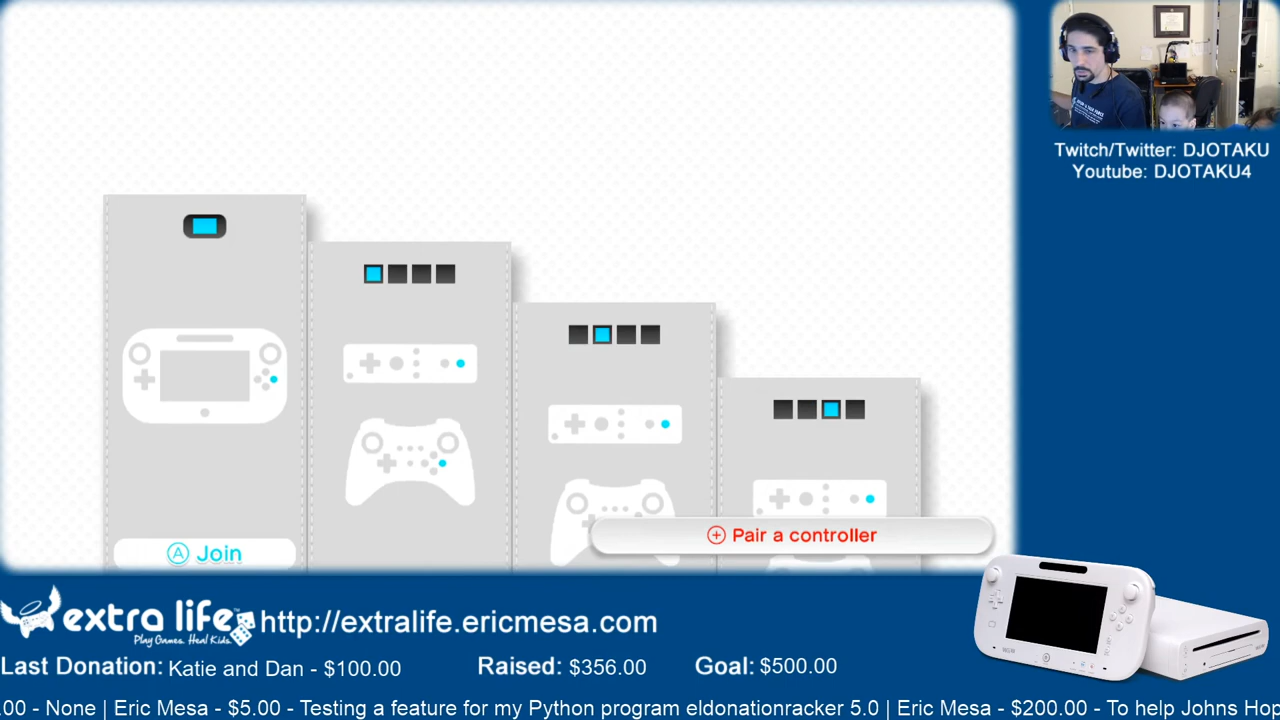 Twitch/Twitter: DJOTAKU
Youtube: DJOTAKU4
A Join
+ Pair a controller
extra life
Play Games. Heal Kids.
http://extralife.ericmesa.com
Last Donation: Katie and Dan - $100.00
Raised: $356.00
Goal: $500.00
.00 - None | Eric Mesa - $5.00 - Testing a feature for my Python program eldonationracker 5.0 | Eric Mesa - $200.00 - To help Johns Hop